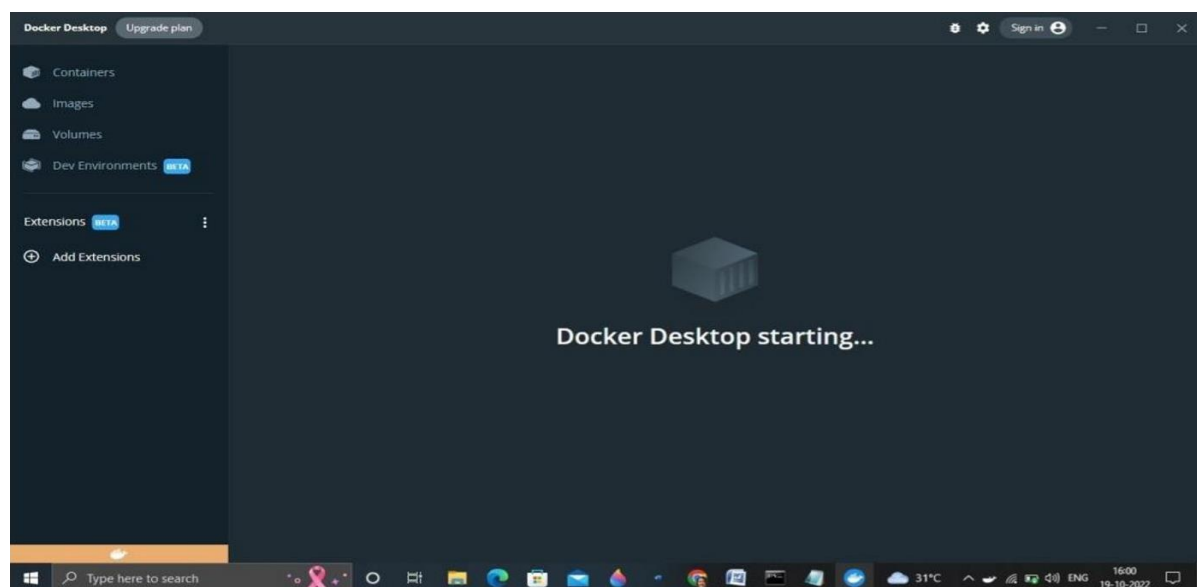 Docker Desktop Upgrade plan Sign in
Containers
Images
Volumes
Dev Environments BETA
Extensions BETA
Add Extensions
Docker Desktop starting...
Type here to search 31°C ENG 16:00
19-10-2022